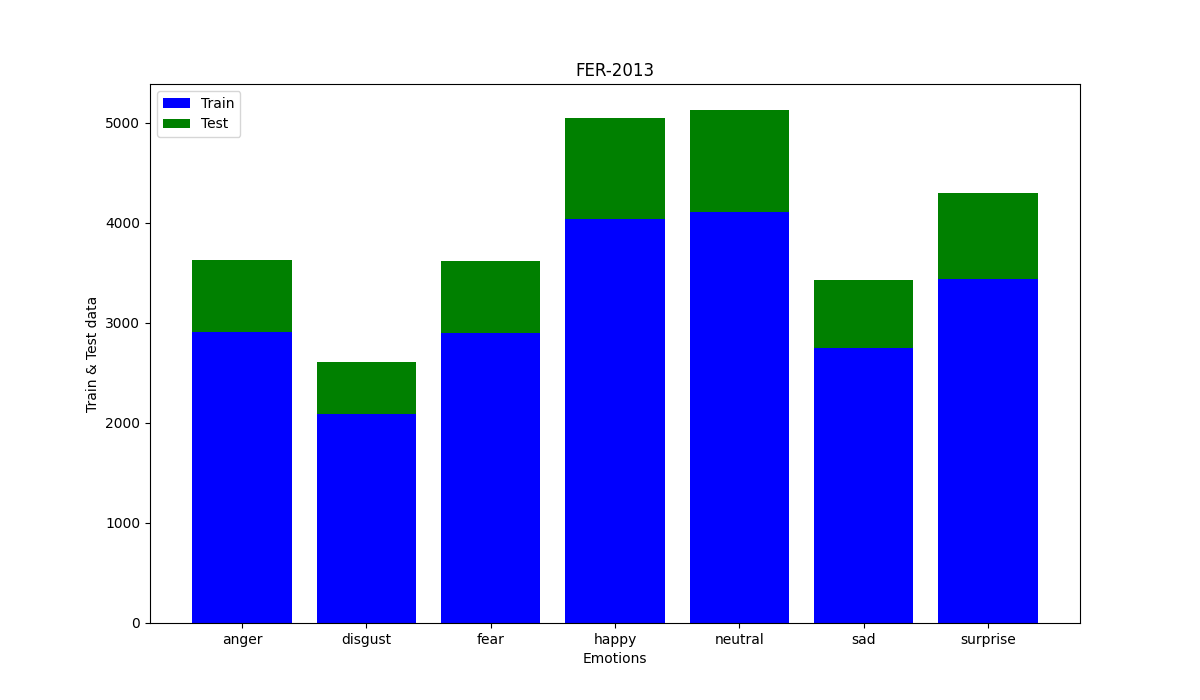 FER-2013
Train
Test
5000
4000
3000
2000
1000
0
Train & Test data
anger disgust fear happy neutral sad surprise
Emotions